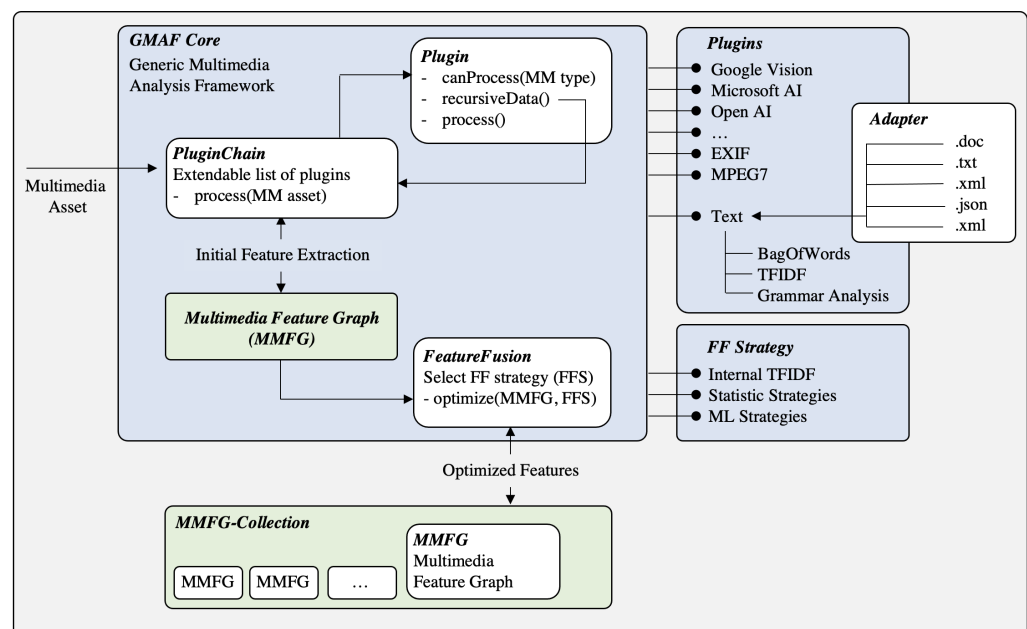 GMAF Core
Generic Multimedia
Analysis Framework
Plugin
- canProcess(MM type)
- recursiveData()
- process()
PluginChain
Extendable list of plugins
- process(MM asset)
Multimedia
Asset
Initial Feature Extraction
Multimedia Feature Graph
(MMFG)
FeatureFusion
Select FF strategy (FFS)
- optimize(MMFG, FFS)
Plugins
Google Vision
Microsoft AI
Open AI
…
EXIF
MPEG7
Text
BagOfWords
TFIDF
Grammar Analysis
Adapter
.doc
.txt
.xml
.json
.xml
FF Strategy
Internal TFIDF
Statistic Strategies
ML Strategies
Optimized Features
MMFG-Collection
MMFG
MMFG
…
MMFG
Multimedia
Feature Graph